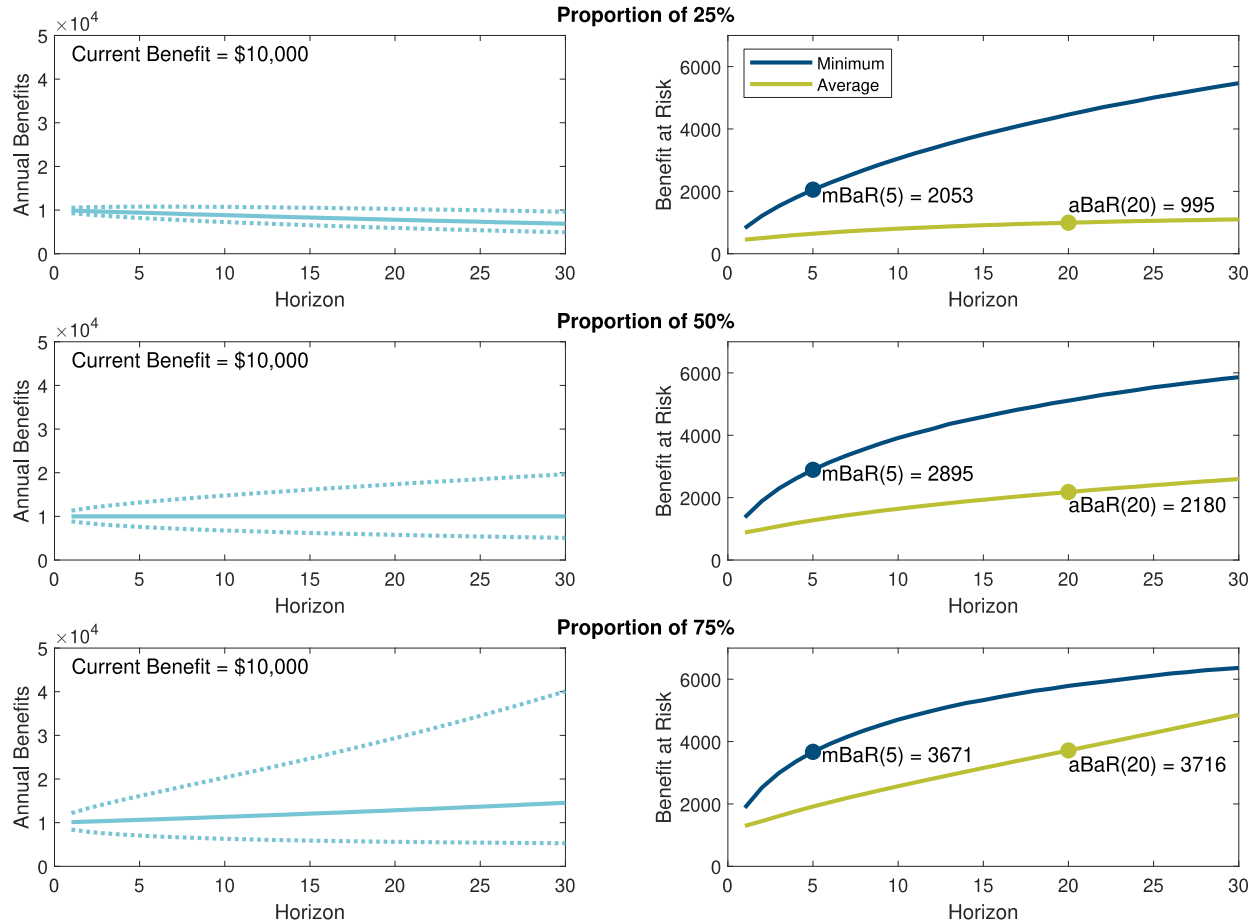 Proportion of 25%
×10^4
Current Benefit = $10,000
Annual Benefits
5
4
3
2
1
0
0 5 10 15 20 25 30
Horizon
Benefit at Risk
6000
4000
2000
0
Minimum
Average
mBaR(5) = 2053
aBaR(20) = 995
0 5 10 15 20 25 30
Horizon
Proportion of 50%
×10^4
Current Benefit = $10,000
Annual Benefits
5
4
3
2
1
0
0 5 10 15 20 25 30
Horizon
Benefit at Risk
6000
4000
2000
0
mBaR(5) = 2895
aBaR(20) = 2180
0 5 10 15 20 25 30
Horizon
Proportion of 75%
×10^4
Current Benefit = $10,000
Annual Benefits
5
4
3
2
1
0
0 5 10 15 20 25 30
Horizon
Benefit at Risk
6000
4000
2000
0
mBaR(5) = 3671
aBaR(20) = 3716
0 5 10 15 20 25 30
Horizon